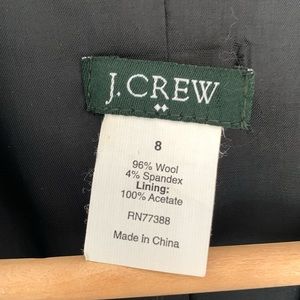 J.CREW
8
96% Wool
4% Spandex
Lining:
100% Acetate
RN77388
Made in China